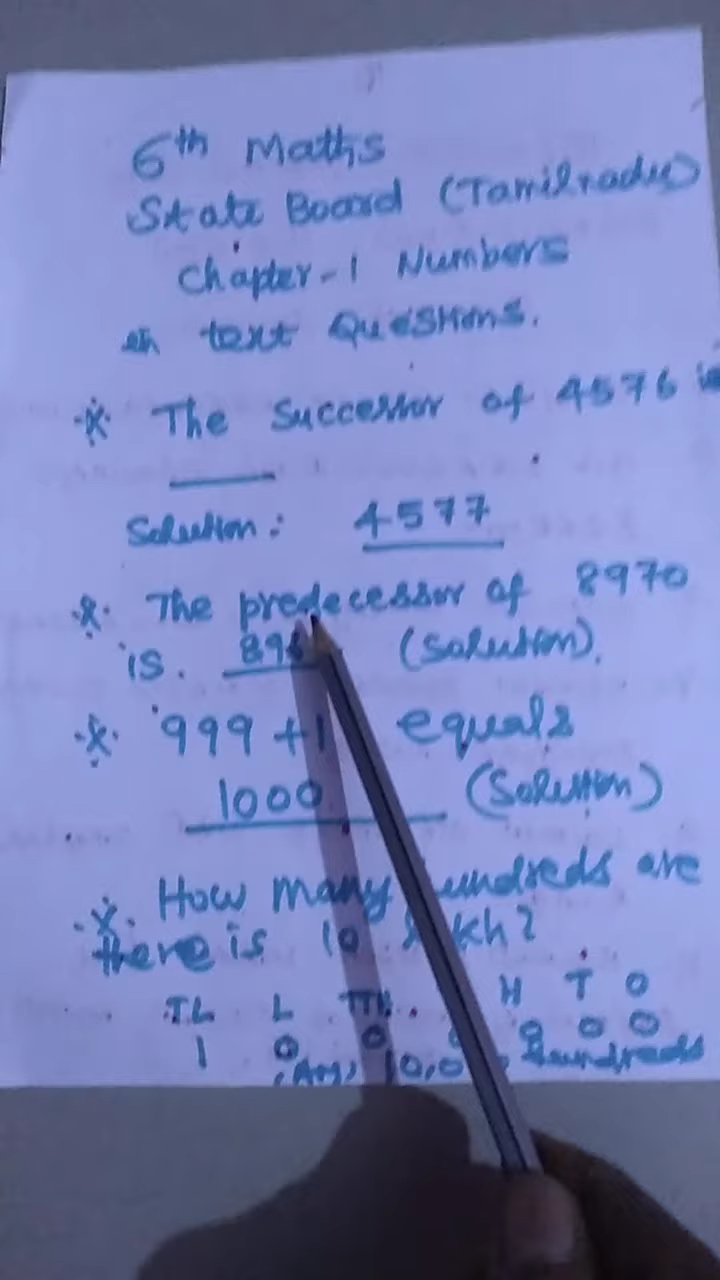 6th Maths
State Board (Tamilnadu)
Chapter-1 Numbers
in text Questions.
* The Successor of 4576 is
Solution: 4577
* The predecessor of 8970
is. (Solution).
* 999 +1 equals
1000 (Solution)
* How many hundreds are
there is 10 lakh?
TL L TTh H T O
1 0 0 0 0 0
(Ans) Hundreds